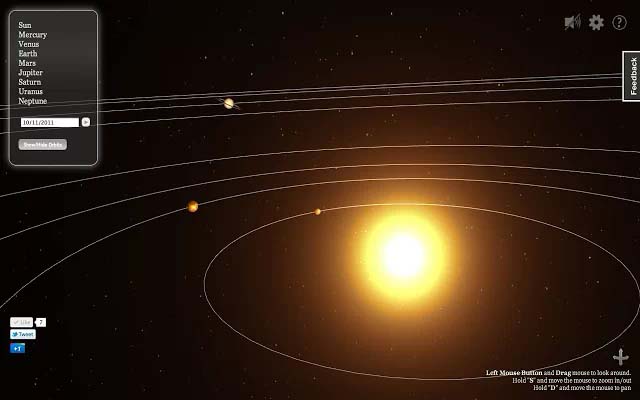 Sun
Mercury
Venus
Earth
Mars
Jupiter
Saturn
Uranus
Neptune
10/11/2011
Show/Hide Orbits
Feedback
Like 7
Tweet
+1
Left Mouse Button and Drag mouse to look around.
Hold "S" and move the mouse to zoom in/out
Hold "D" and move the mouse to pan